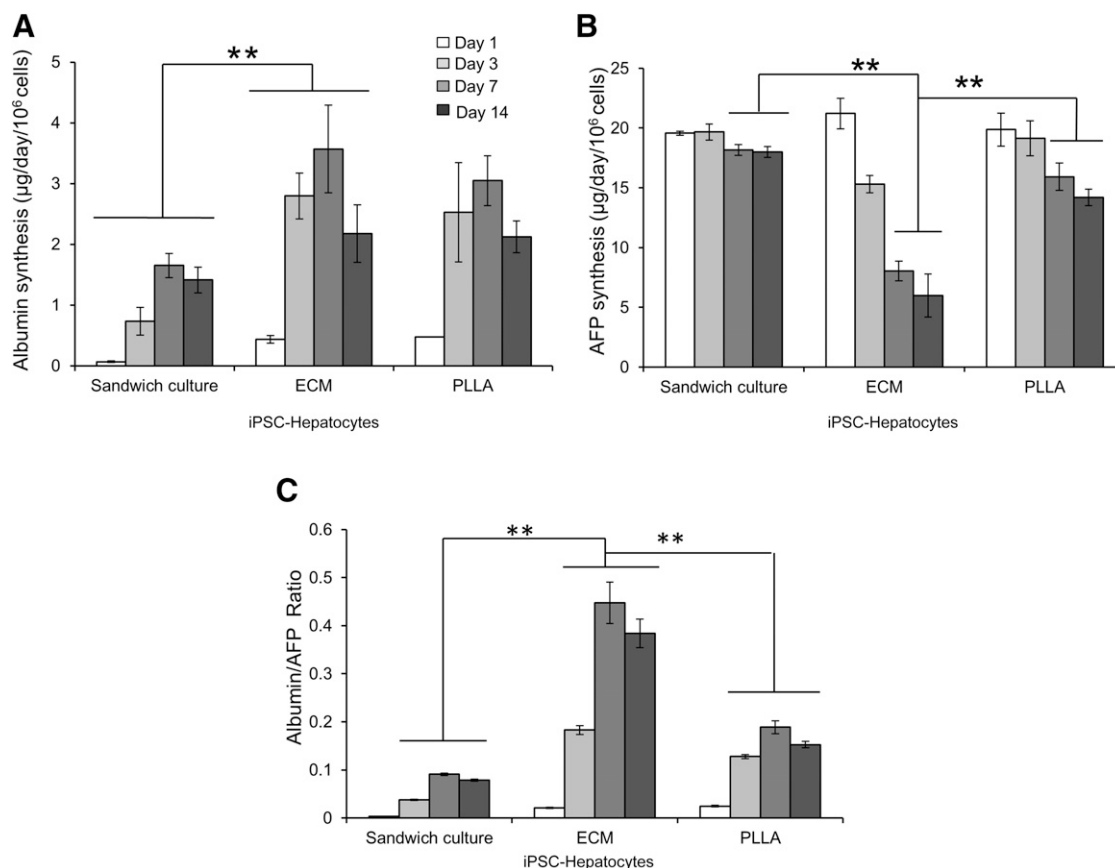 A
Albumin synthesis (µg/day/10⁶ cells)
5
4
3
2
1
0
**
Day 1
Day 3
Day 7
Day 14
Sandwich culture ECM PLLA
iPSC-Hepatocytes
B
AFP synthesis (µg/day/10⁶ cells)
25
20
15
10
5
0
**
**
Sandwich culture ECM PLLA
iPSC-Hepatocytes
C
Albumin/AFP Ratio
0.6
0.5
0.4
0.3
0.2
0.1
0
**
**
Sandwich culture ECM PLLA
iPSC-Hepatocytes